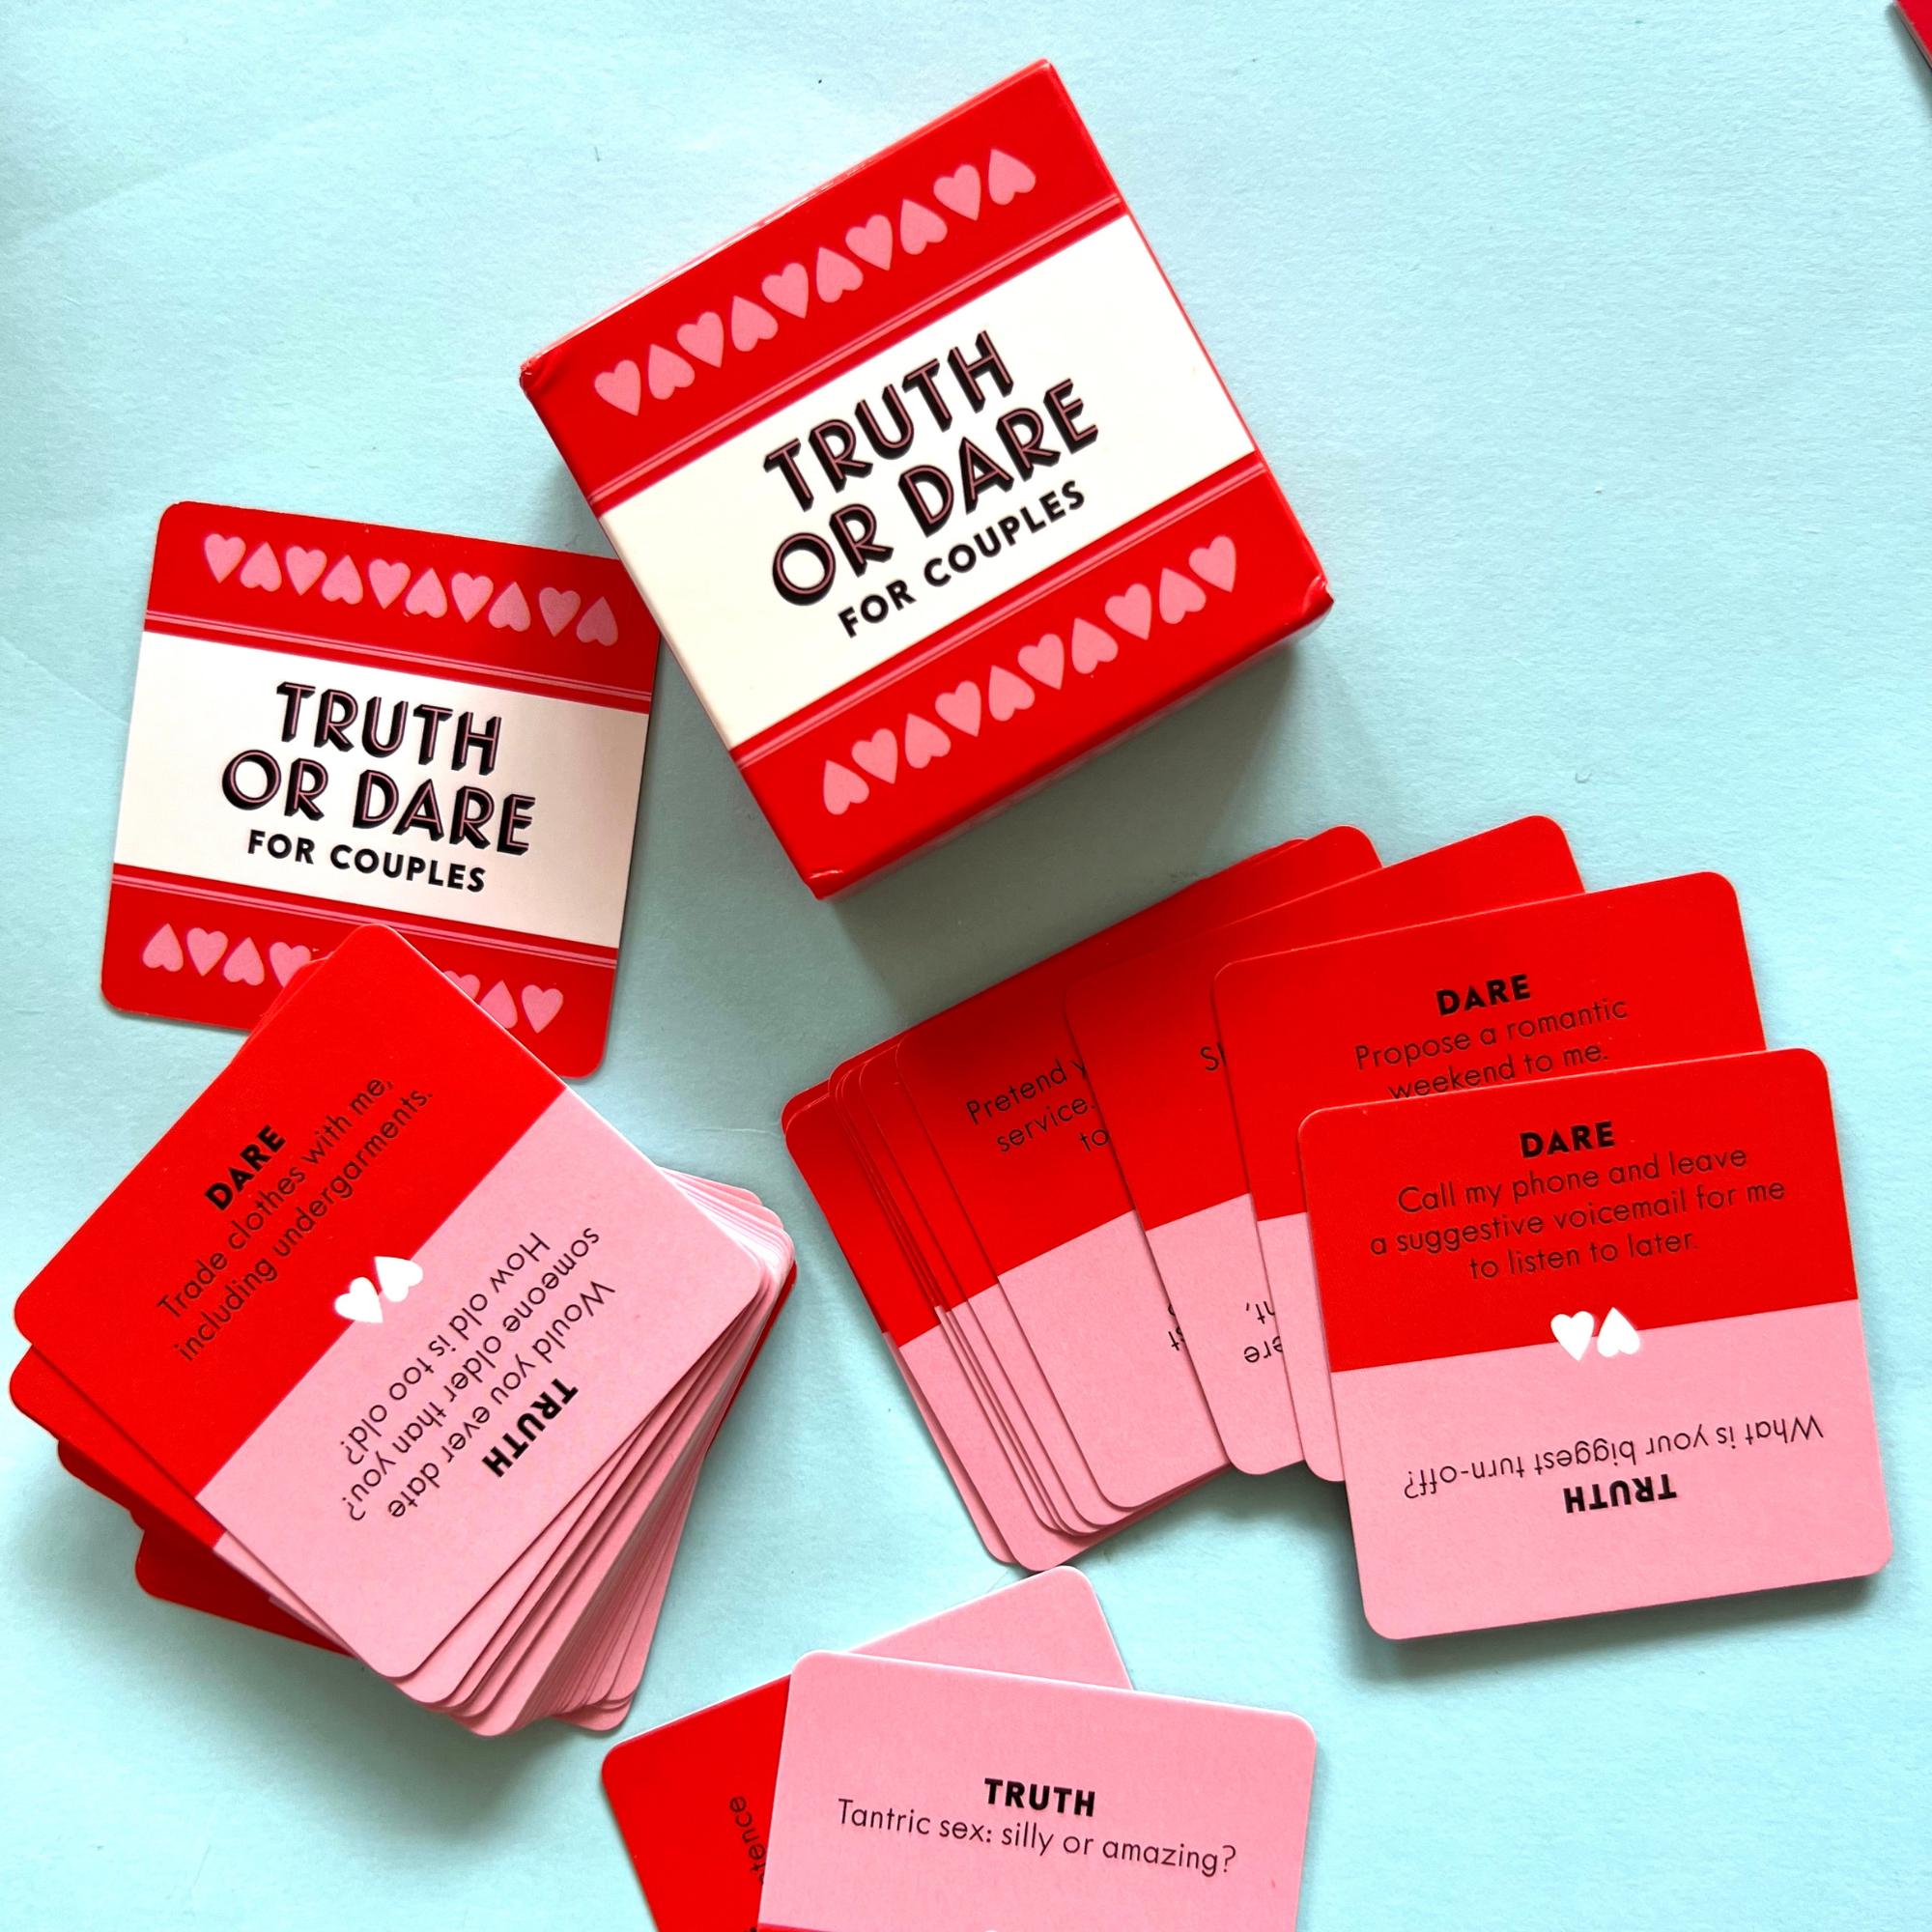 TRUTH
OR DARE
FOR COUPLES
TRUTH
OR DARE
FOR COUPLES
DARE
Trade clothes with me,
including undergarments.
TRUTH
Would you ever date
someone older than you?
How old is too old?
Pretend
service.
to
DARE
Propose a romantic
weekend to me.
DARE
Call my phone and leave
a suggestive voicemail for me
to listen to later.
TRUTH
What is your biggest turn-off?
TRUTH
Tantric sex: silly or amazing?